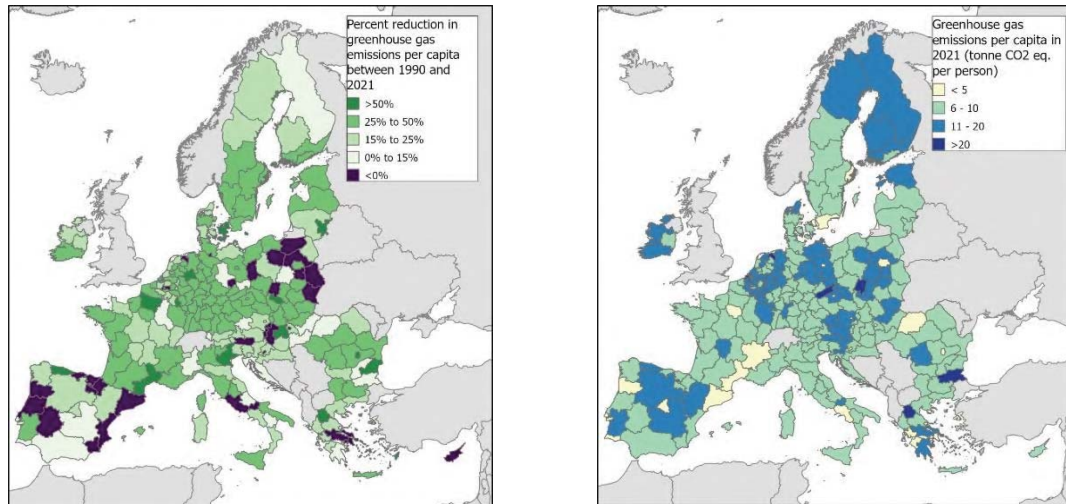 Percent reduction in
greenhouse gas
emissions per capita
between 1990 and
2021
>50%
25% to 50%
15% to 25%
0% to 15%
<0%
Greenhouse gas
emissions per capita in
2021 (tonne CO2 eq.
per person)
< 5
6 - 10
11 - 20
>20